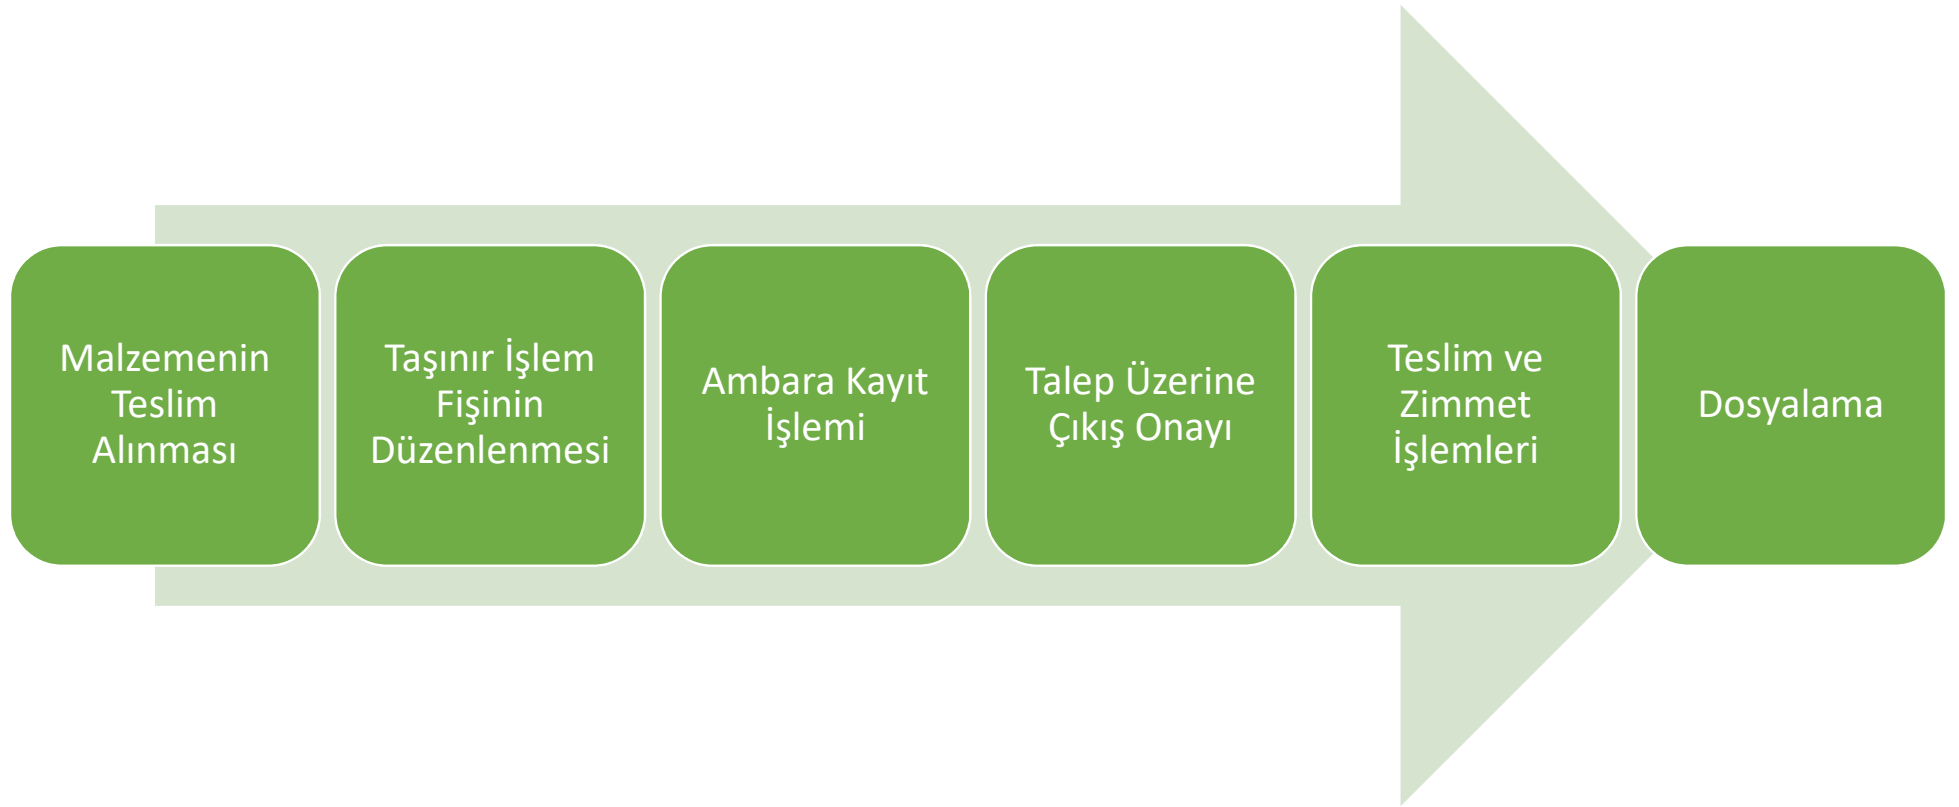 Malzemenin
Teslim
Alınması
Taşınır İşlem
Fişinin
Düzenlenmesi
Ambara Kayıt
İşlemi
Talep Üzerine
Çıkış Onayı
Teslim ve
Zimmet
İşlemleri
Dosyalama